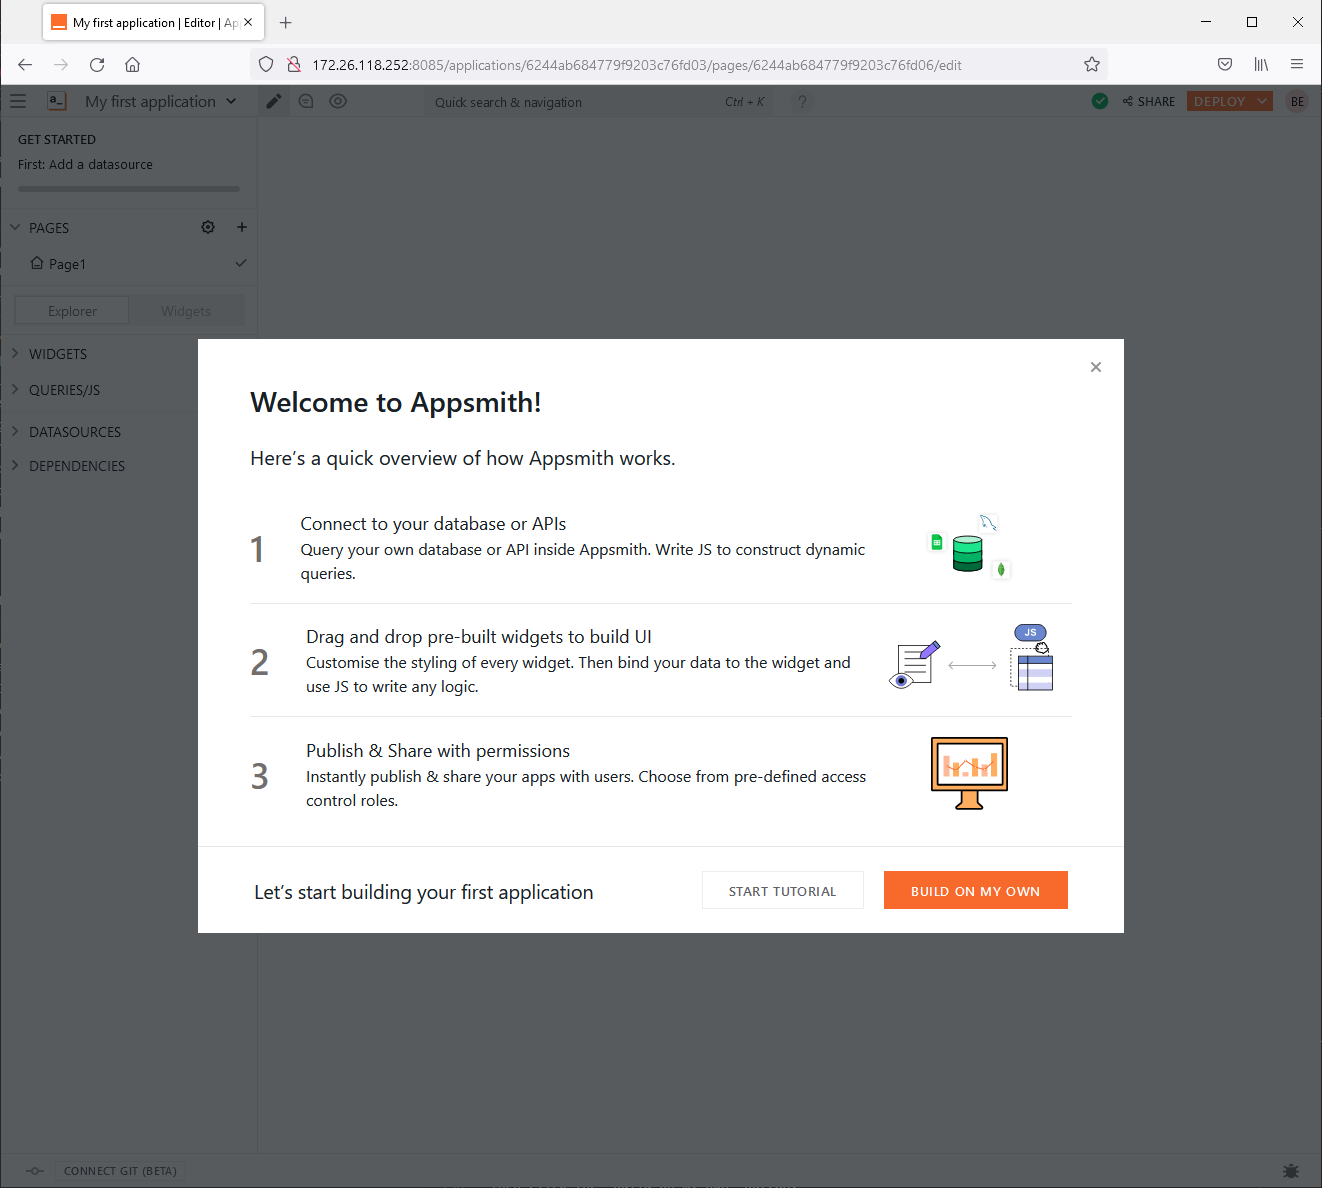 My first application | Editor | Ap
172.26.118.252:8085/applications/6244ab684779f9203c76fd03/pages/6244ab684779f9203c76fd06/edit
a_
My first application
Quick search & navigation
Ctrl + K
?
SHARE
DEPLOY
BE
GET STARTED
First: Add a datasource
PAGES
Page1
Explorer
Widgets
WIDGETS
QUERIES/JS
DATASOURCES
DEPENDENCIES
Welcome to Appsmith!
Here's a quick overview of how Appsmith works.
1
Connect to your database or APIs
Query your own database or API inside Appsmith. Write JS to construct dynamic
queries.
2
Drag and drop pre-built widgets to build UI
Customise the styling of every widget. Then bind your data to the widget and
use JS to write any logic.
JS
3
Publish & Share with permissions
Instantly publish & share your apps with users. Choose from pre-defined access
control roles.
Let's start building your first application
START TUTORIAL
BUILD ON MY OWN
CONNECT GIT (BETA)